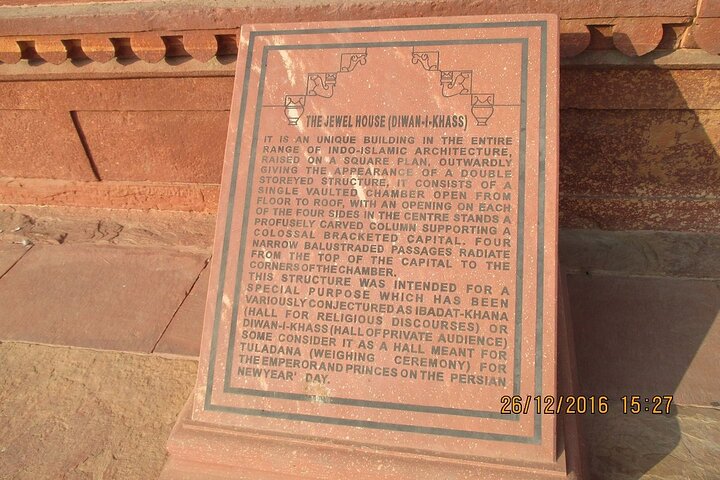 THE JEWEL HOUSE (DIWAN-I-KHASS)
IT IS AN UNIQUE BUILDING IN THE ENTIRE
RANGE OF INDO-ISLAMIC ARCHITECTURE,
RAISED ON A SQUARE PLAN, OUTWARDLY
GIVING THE APPEARANCE OF A DOUBLE
STOREYED STRUCTURE, IT CONSISTS OF A
SINGLE VAULTED CHAMBER OPEN FROM
FLOOR TO ROOF, WITH AN OPENING ON EACH
OF THE FOUR SIDES IN THE CENTRE STANDS A
PROFUSELY CARVED COLUMN SUPPORTING A
COLOSSAL BRACKETED CAPITAL. FOUR
NARROW BALUSTRADED PASSAGES RADIATE
FROM THE TOP OF THE CAPITAL TO THE
CORNERS OF THE CHAMBER.
THIS STRUCTURE WAS INTENDED FOR A
SPECIAL PURPOSE WHICH HAS BEEN
VARIOUSLY CONJECTURED AS IBADAT-KHANA
(HALL FOR RELIGIOUS DISCOURSES) OR
DIWAN-I-KHASS (HALL OF PRIVATE AUDIENCE)
SOME CONSIDER IT AS A HALL MEANT FOR
TULADANA (WEIGHING CEREMONY) FOR
THE EMPEROR AND PRINCES ON THE PERSIAN
NEWYEAR' DAY.
26/12/2016 15:27